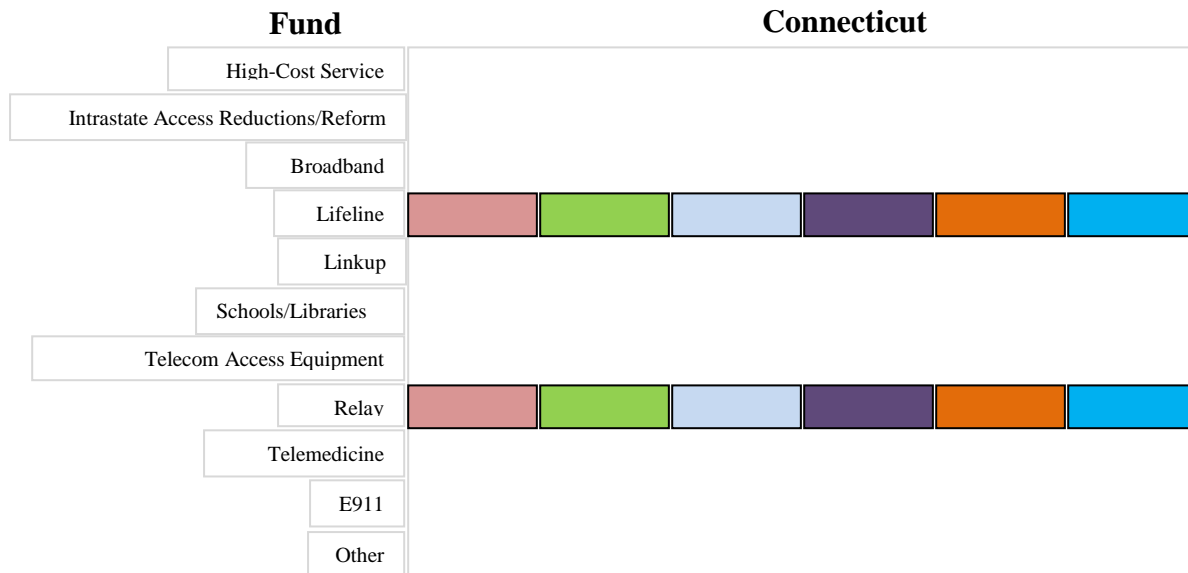 Fund Connecticut
High-Cost Service
Intrastate Access Reductions/Reform
Broadband
Lifeline
Linkup
Schools/Libraries
Telecom Access Equipment
Relay
Telemedicine
E911
Other